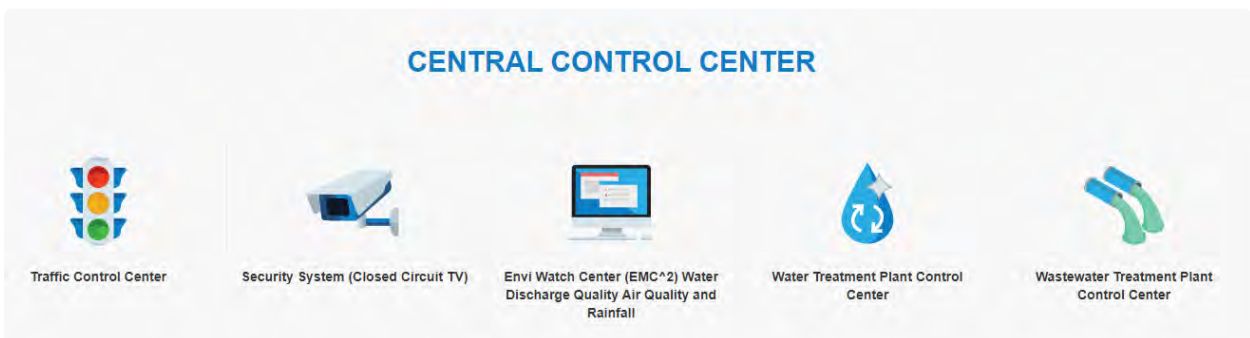 CENTRAL CONTROL CENTER
Traffic Control Center
Security System (Closed Circuit TV)
Envi Watch Center (EMC^2) Water
Discharge Quality Air Quality and
Rainfall
Water Treatment Plant Control
Center
Wastewater Treatment Plant
Control Center